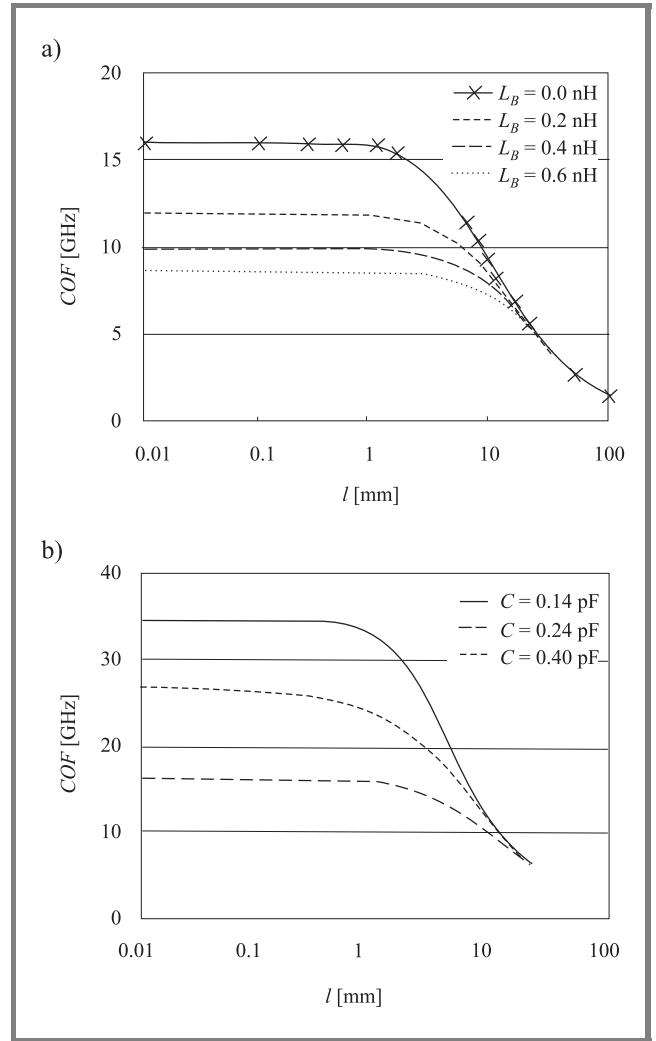 a)
20
15
10
5
0
COF [GHz]
L_B = 0.0 nH
L_B = 0.2 nH
L_B = 0.4 nH
L_B = 0.6 nH
0.01 0.1 1 10 100
l [mm]
b)
40
30
20
10
0
COF [GHz]
C = 0.14 pF
C = 0.24 pF
C = 0.40 pF
0.01 0.1 1 10 100
l [mm]